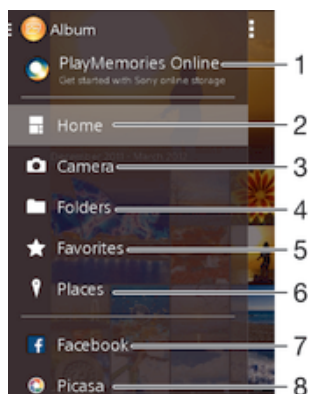 Album
PlayMemories Online 1
Get started with Sony online storage
Home 2
Camera 3
Folders 4
Favorites 5
Places 6
Facebook 7
Picasa 8